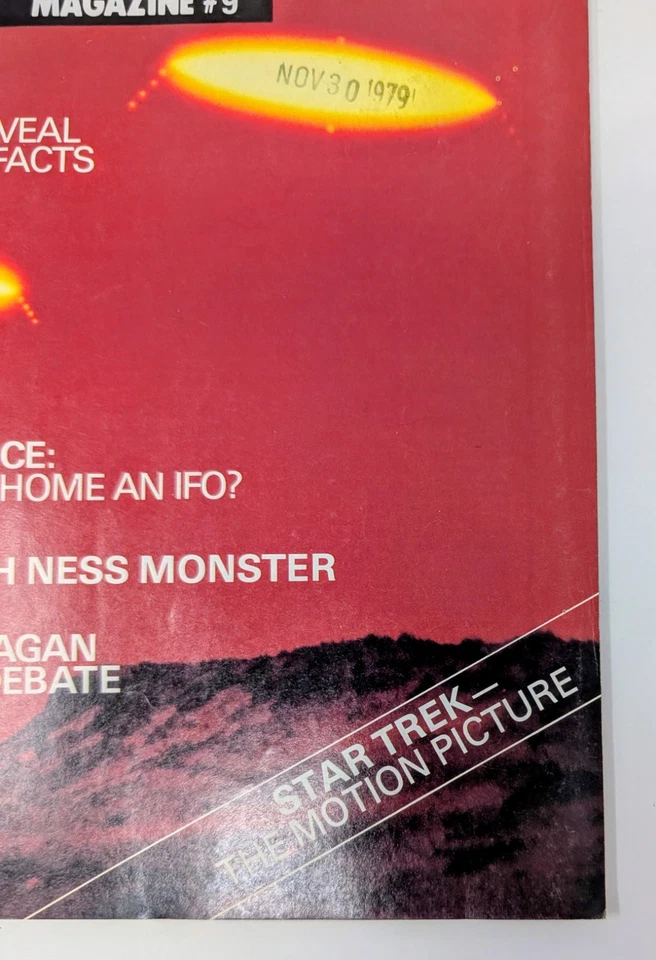 MAGAZINE #9
NOV 30 1979
VEAL
FACTS
CE:
HOME AN IFO?
H NESS MONSTER
AGAN
DEBATE
STAR TREK—
THE MOTION PICTURE